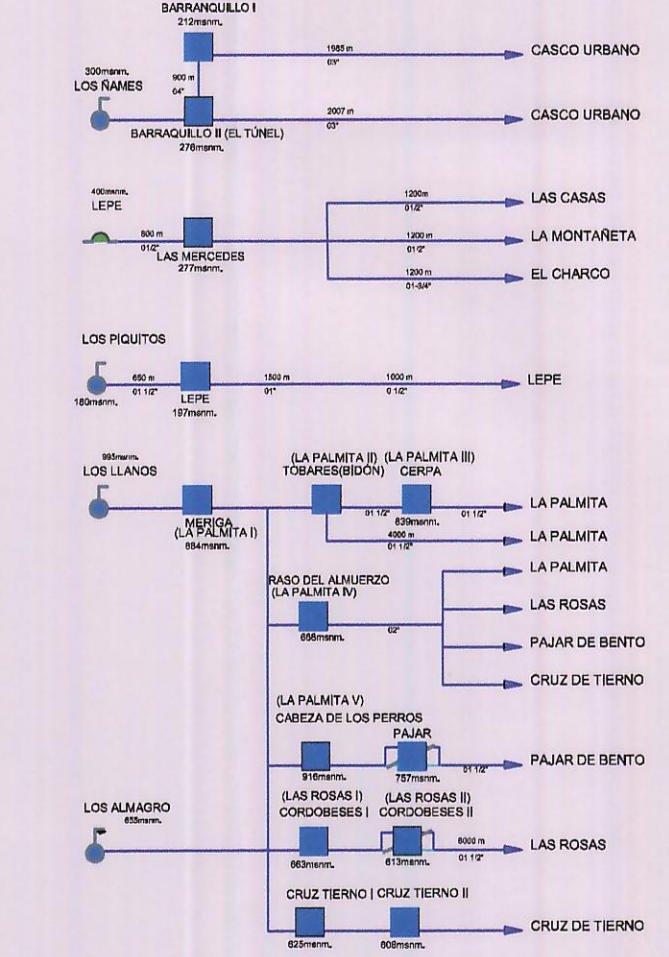 BARRANQUILLO I
212msnm.
1985 m
03"
CASCO URBANO
300msnm.
LOS ÑAMES
900 m
04"
2007 m
03"
CASCO URBANO
BARRAQUILLO II (EL TÚNEL)
276msnm.
400msnm.
LEPE
800 m
01/2"
LAS MERCEDES
277msnm.
1200m
01/2"
LAS CASAS
1200 m
01/2"
LA MONTAÑETA
1200 m
01-3/4"
EL CHARCO
LOS PIQUITOS
180msnm.
650 m
01 1/2"
LEPE
197msnm.
1500 m
01"
1000 m
0 1/2"
LEPE
995msnm.
LOS LLANOS
MERIGA
(LA PALMITA I)
884msnm.
(LA PALMITA II)
TOBARES(BIDÓN)
(LA PALMITA III)
CERPA
01 1/2"
839msnm.
01 1/2"
LA PALMITA
4000 m
01 1/2"
LA PALMITA
LA PALMITA
RASO DEL ALMUERZO
(LA PALMITA IV)
668msnm.
02"
LAS ROSAS
PAJAR DE BENTO
CRUZ DE TIERNO
(LA PALMITA V)
CABEZA DE LOS PERROS
916msnm.
PAJAR
757msnm.
01 1/2"
PAJAR DE BENTO
LOS ALMAGRO
655msnm.
(LAS ROSAS I)
CORDOBESES I
663msnm.
(LAS ROSAS II)
CORDOBESES II
613msnm.
6000 m
01 1/2"
LAS ROSAS
CRUZ TIERNO I
625msnm.
CRUZ TIERNO II
608msnm.
CRUZ DE TIERNO